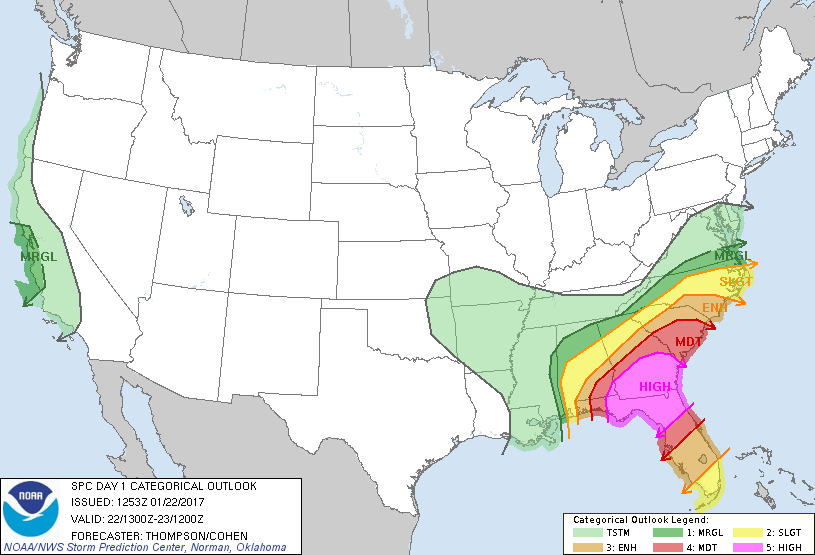 MRGL
MRGL
SLGT
ENH
MDT
HIGH
SPC DAY 1 CATEGORICAL OUTLOOK
ISSUED: 1253Z 01/22/2017
VALID: 22/1300Z-23/1200Z
FORECASTER: THOMPSON/COHEN
NOAA/NWS Storm Prediction Center, Norman, Oklahoma
NOAA
Categorical Outlook Legend:
TSTM 1: MRGL 2: SLGT
3: ENH 4: MDT 5: HIGH